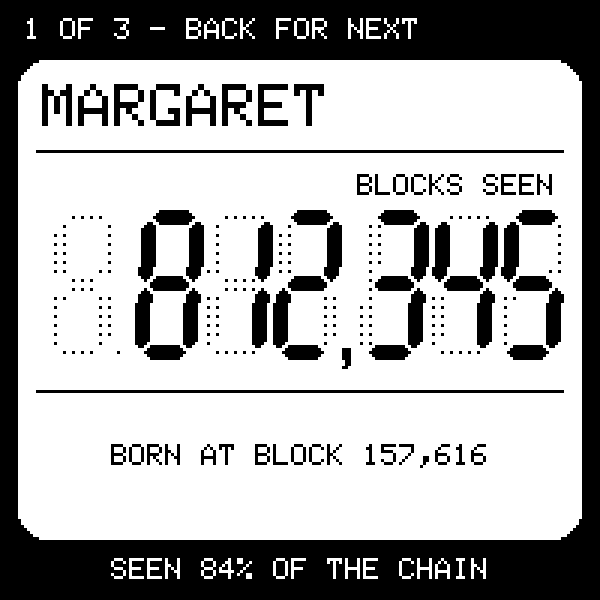 1 OF 3 - BACK FOR NEXT
MARGARET
BLOCKS SEEN
812,345
BORN AT BLOCK 157,616
SEEN 84% OF THE CHAIN